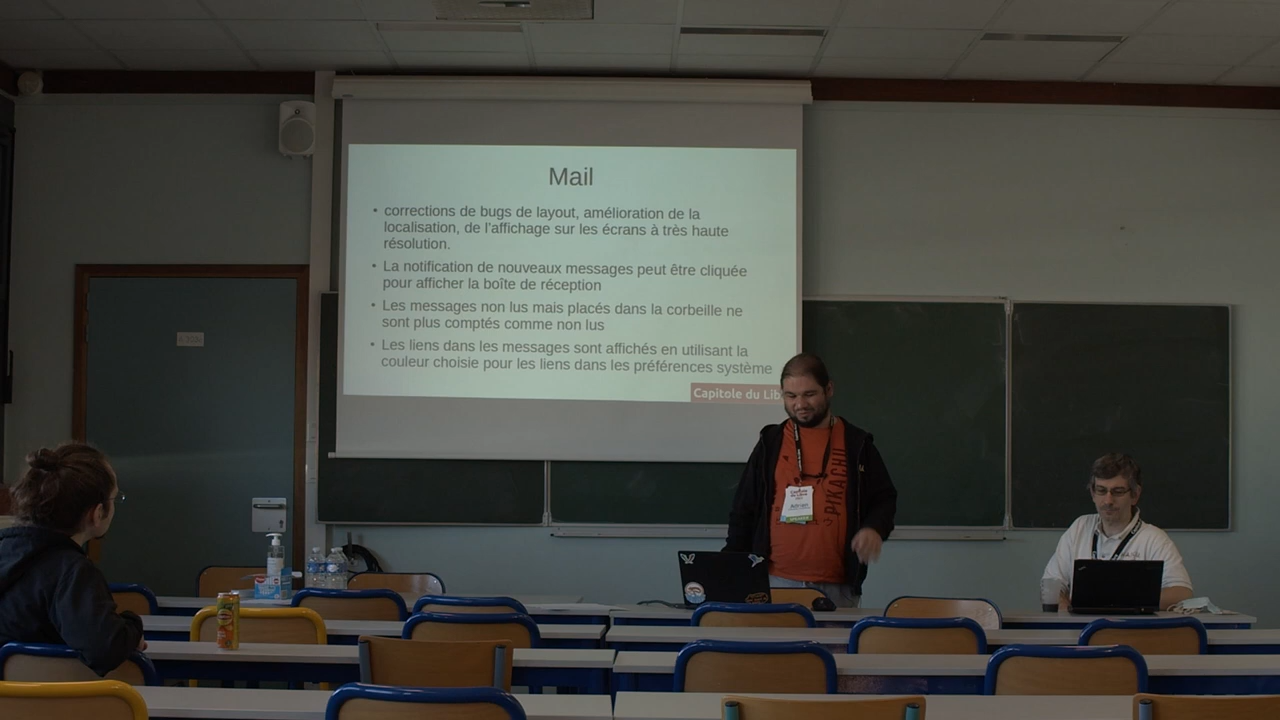 Mail
• corrections de bugs de layout, amélioration de la
localisation, de l'affichage sur les écrans à très haute
résolution.
• La notification de nouveaux messages peut être cliquée
pour afficher la boîte de réception
• Les messages non lus mais placés dans la corbeille ne
sont plus comptés comme non lus
• Les liens dans les messages sont affichés en utilisant la
couleur choisie pour les liens dans les préférences système
Capitole du Lib
PIKACHU
Adrien